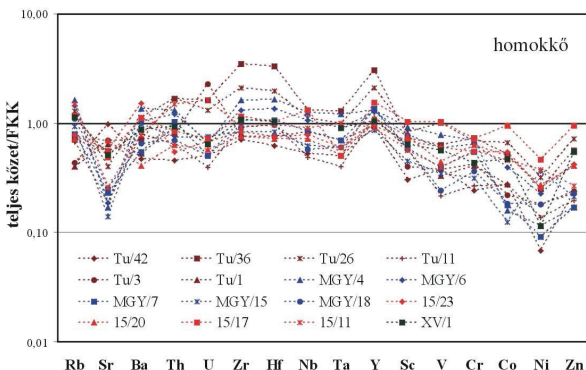 10,00
homokkő
1,00
teljes kőzet/FKK
0,10
Tu/42 Tu/36 Tu/26 Tu/11
Tu/3 Tu/1 MGY/4 MGY/6
MGY/7 MGY/15 MGY/18 15/23
15/20 15/17 15/11 XV/1
0,01
Rb Sr Ba Th U Zr Hf Nb Ta Y Sc V Cr Co Ni Zn